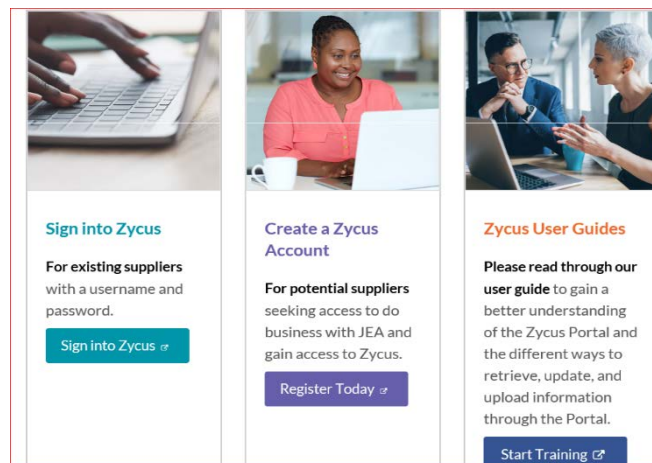 Sign into Zycus
For existing suppliers
with a username and
password.
Sign into Zycus
Create a Zycus
Account
For potential suppliers
seeking access to do
business with JEA and
gain access to Zycus.
Register Today
Zycus User Guides
Please read through our
user guide to gain a
better understanding
of the Zycus Portal and
the different ways to
retrieve, update, and
upload information
through the Portal.
Start Training